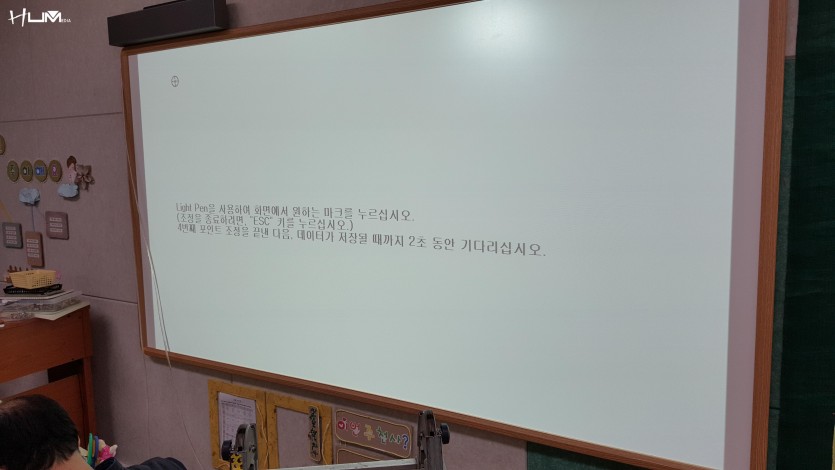 HUMEDIA
Light Pen을 사용하여 화면에서 원하는 마크를 누르십시오.
(조정을 종료하려면, "ESC" 키를 누르십시오.)
4번째 포인트 조정을 끝낸 다음, 데이터가 저장될 때까지 2초 동안 기다리십시오.